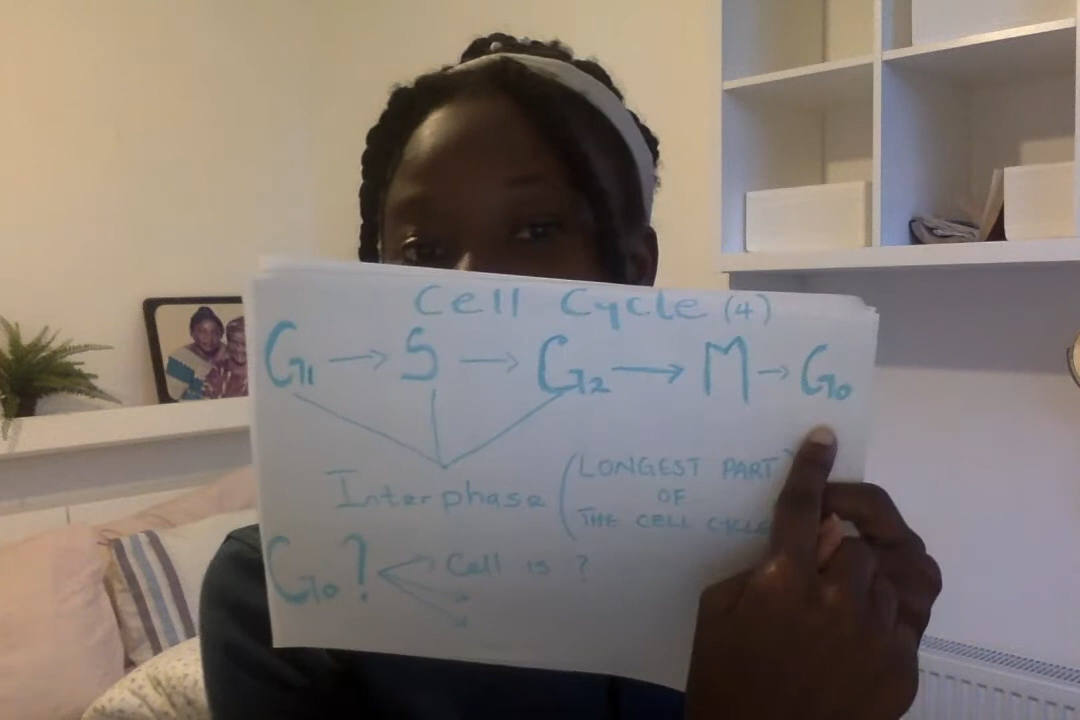 Cell Cycle (4)
G1 → S → G2 → M → G0
Interphase (LONGEST PART
OF
THE CELL CYCLE
G0? Cell is ?